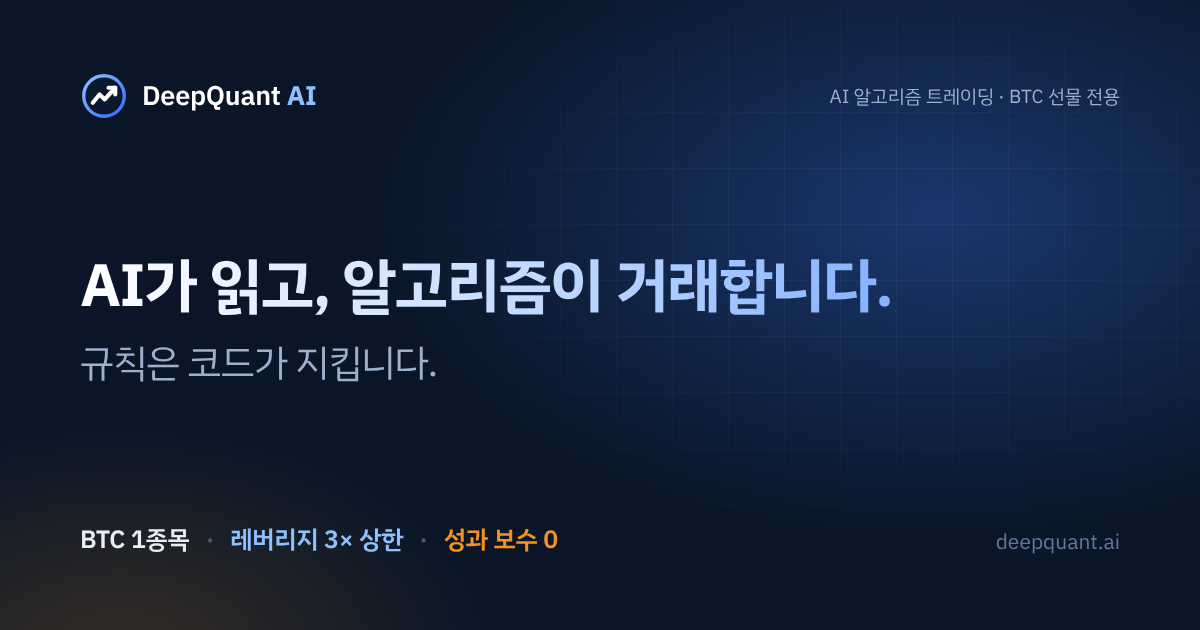 DeepQuant AI
AI 알고리즘 트레이딩 · BTC 선물 전용
AI가 읽고, 알고리즘이 거래합니다.
규칙은 코드가 지킵니다.
BTC 1종목 · 레버리지 3× 상한 · 성과 보수 0
deepquant.ai